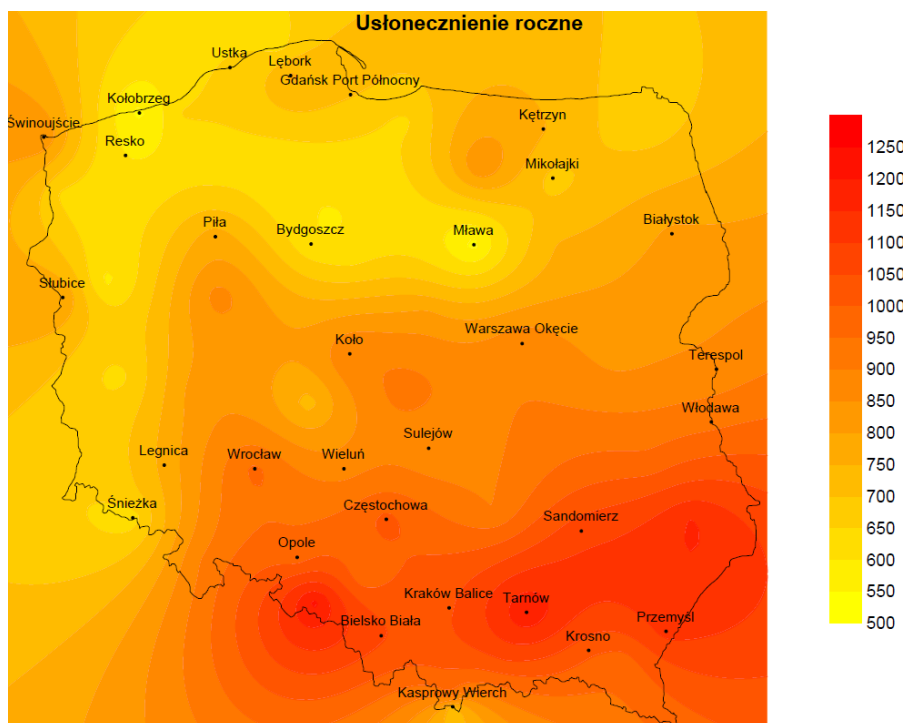 Usłonecznienie roczne
Ustka
Lębork
Gdańsk Port Północny
Kołobrzeg
Kętrzyn
Świnoujście
Resko
Mikołajki
Piła
Bydgoszcz
Mława
Białystok
Słubice
Koło
Warszawa Okęcie
Terespol
Włodawa
Sulejów
Legnica
Wrocław
Wieluń
Śnieżka
Częstochowa
Sandomierz
Opole
Kraków Balice
Tarnów
Bielsko Biała
Krosno
Przemyśl
Kasprowy Wierch
1250
1200
1150
1100
1050
1000
950
900
850
800
750
700
650
600
550
500